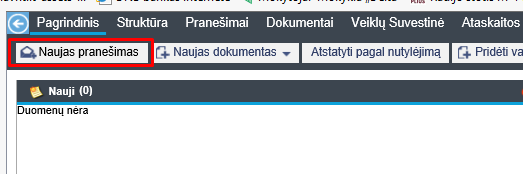 Pagrindinis Struktūra Pranešimai Dokumentai Veiklų Suvestinė Ataskaitos
Naujas pranešimas Naujas dokumentas Atstatyti pagal nutylėjimą Pridėti va
Nauji (0)
Duomenų nėra